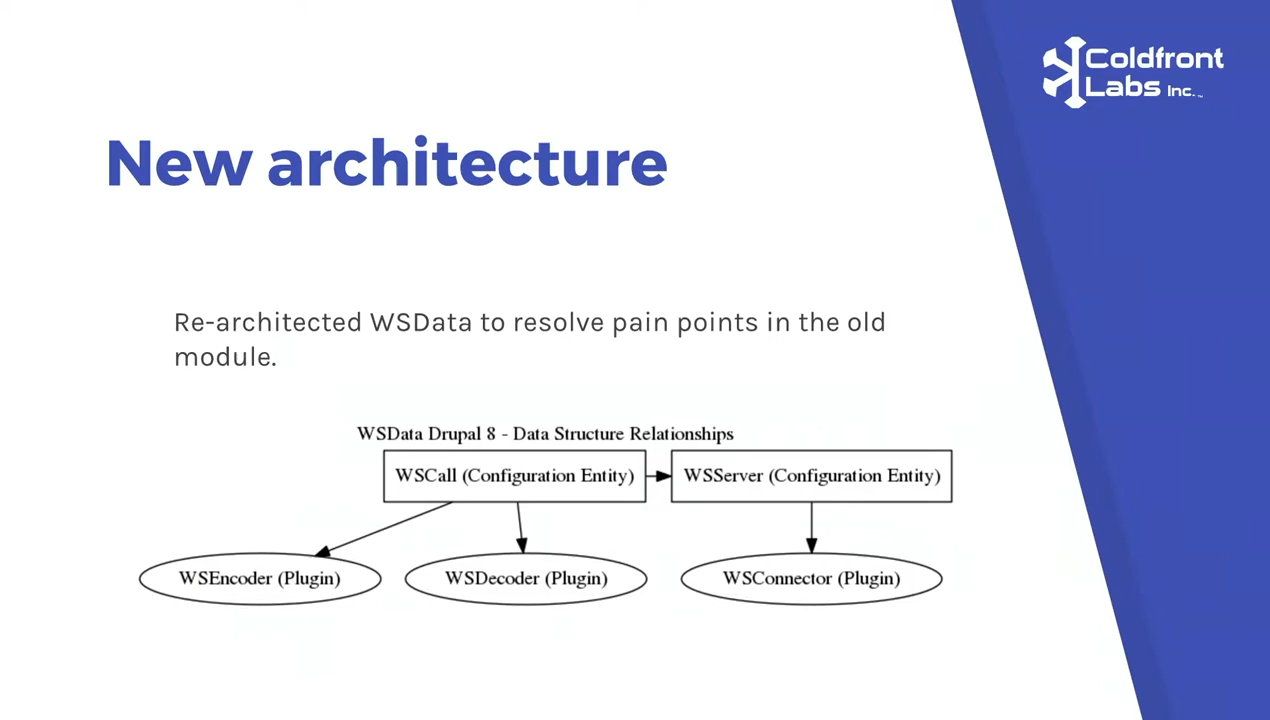 Coldfront
Labs Inc.™
New architecture
Re-architected WSData to resolve pain points in the old
module.
WSData Drupal 8 - Data Structure Relationships
WSCall (Configuration Entity)
WSServer (Configuration Entity)
WSEncoder (Plugin)
WSDecoder (Plugin)
WSConnector (Plugin)